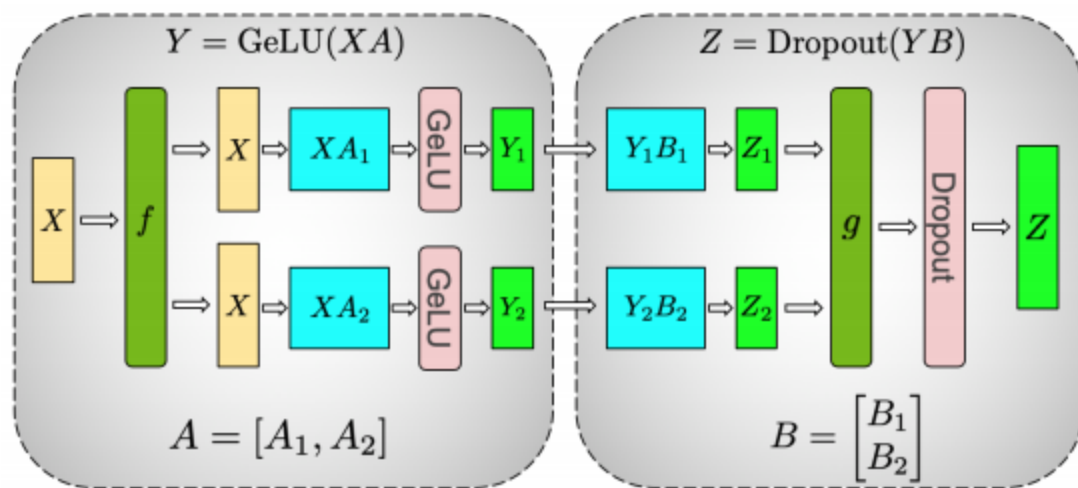 Y = GeLU(XA)
X
f
X
XA₁
GeLU
Y₁
X
XA₂
GeLU
Y₂
A = [A₁, A₂]
Z = Dropout(YB)
Y₁B₁
Z₁
Y₂B₂
Z₂
g
Dropout
Z
B = [B₁
B₂]